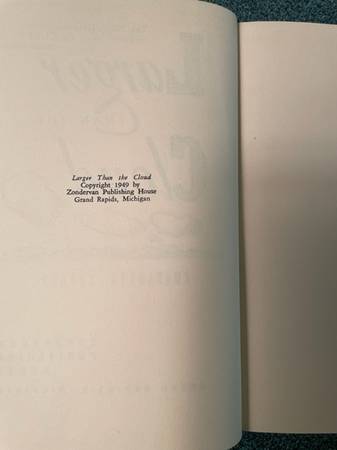 Larger Than the Cloud
Copyright 1949 by
Zondervan Publishing House
Grand Rapids, Michigan